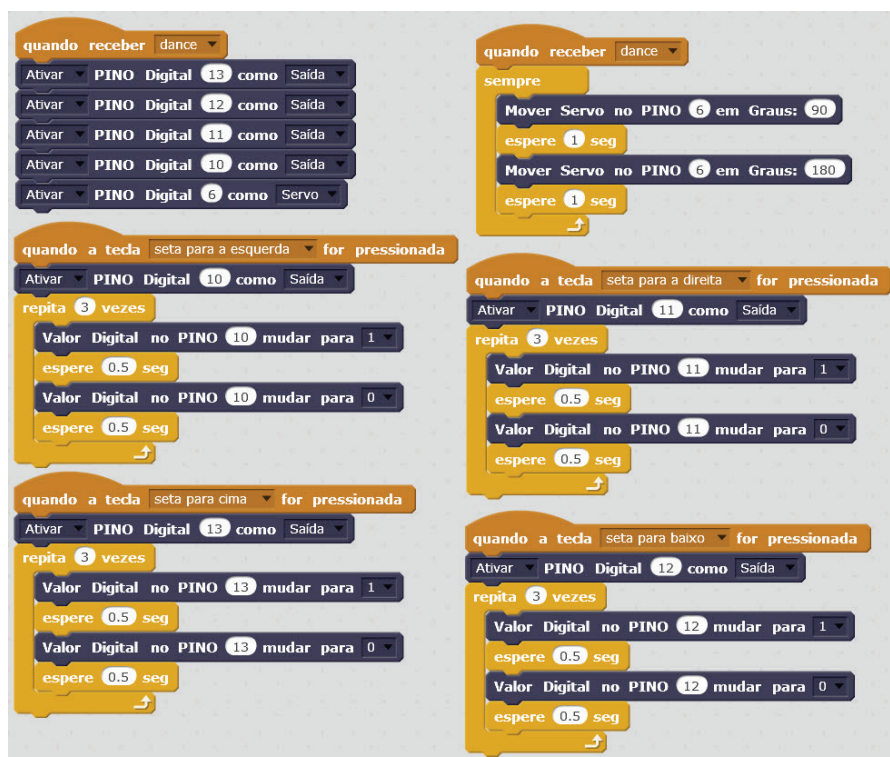 quando receber dance
Ativar PINO Digital 13 como Saída
Ativar PINO Digital 12 como Saída
Ativar PINO Digital 11 como Saída
Ativar PINO Digital 10 como Saída
Ativar PINO Digital 6 como Servo
quando a tecla seta para a esquerda for pressionada
Ativar PINO Digital 10 como Saída
repita 3 vezes
Valor Digital no PINO 10 mudar para 1
espere 0.5 seg
Valor Digital no PINO 10 mudar para 0
espere 0.5 seg
quando a tecla seta para cima for pressionada
Ativar PINO Digital 13 como Saída
repita 3 vezes
Valor Digital no PINO 13 mudar para 1
espere 0.5 seg
Valor Digital no PINO 13 mudar para 0
espere 0.5 seg
quando receber dance
sempre
Mover Servo no PINO 6 em Graus: 90
espere 1 seg
Mover Servo no PINO 6 em Graus: 180
espere 1 seg
quando a tecla seta para a direita for pressionada
Ativar PINO Digital 11 como Saída
repita 3 vezes
Valor Digital no PINO 11 mudar para 1
espere 0.5 seg
Valor Digital no PINO 11 mudar para 0
espere 0.5 seg
quando a tecla seta para baixo for pressionada
Ativar PINO Digital 12 como Saída
repita 3 vezes
Valor Digital no PINO 12 mudar para 1
espere 0.5 seg
Valor Digital no PINO 12 mudar para 0
espere 0.5 seg